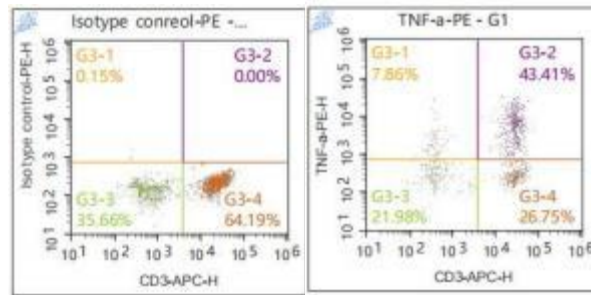 Isotype conreol-PE -...
G3-1
0.15%
G3-2
0.00%
G3-3
35.66%
G3-4
64.19%
Isotype control-PE-H
10^1 10^2 10^3 10^4 10^5 10^6
10^1 10^2 10^3 10^4 10^5 10^6
CD3-APC-H
TNF-a-PE - G1
G3-1
7.86%
G3-2
43.41%
G3-3
21.98%
G3-4
26.75%
TNF-a-PE-H
10^1 10^2 10^3 10^4 10^5 10^6
10^1 10^2 10^3 10^4 10^5 10^6
CD3-APC-H